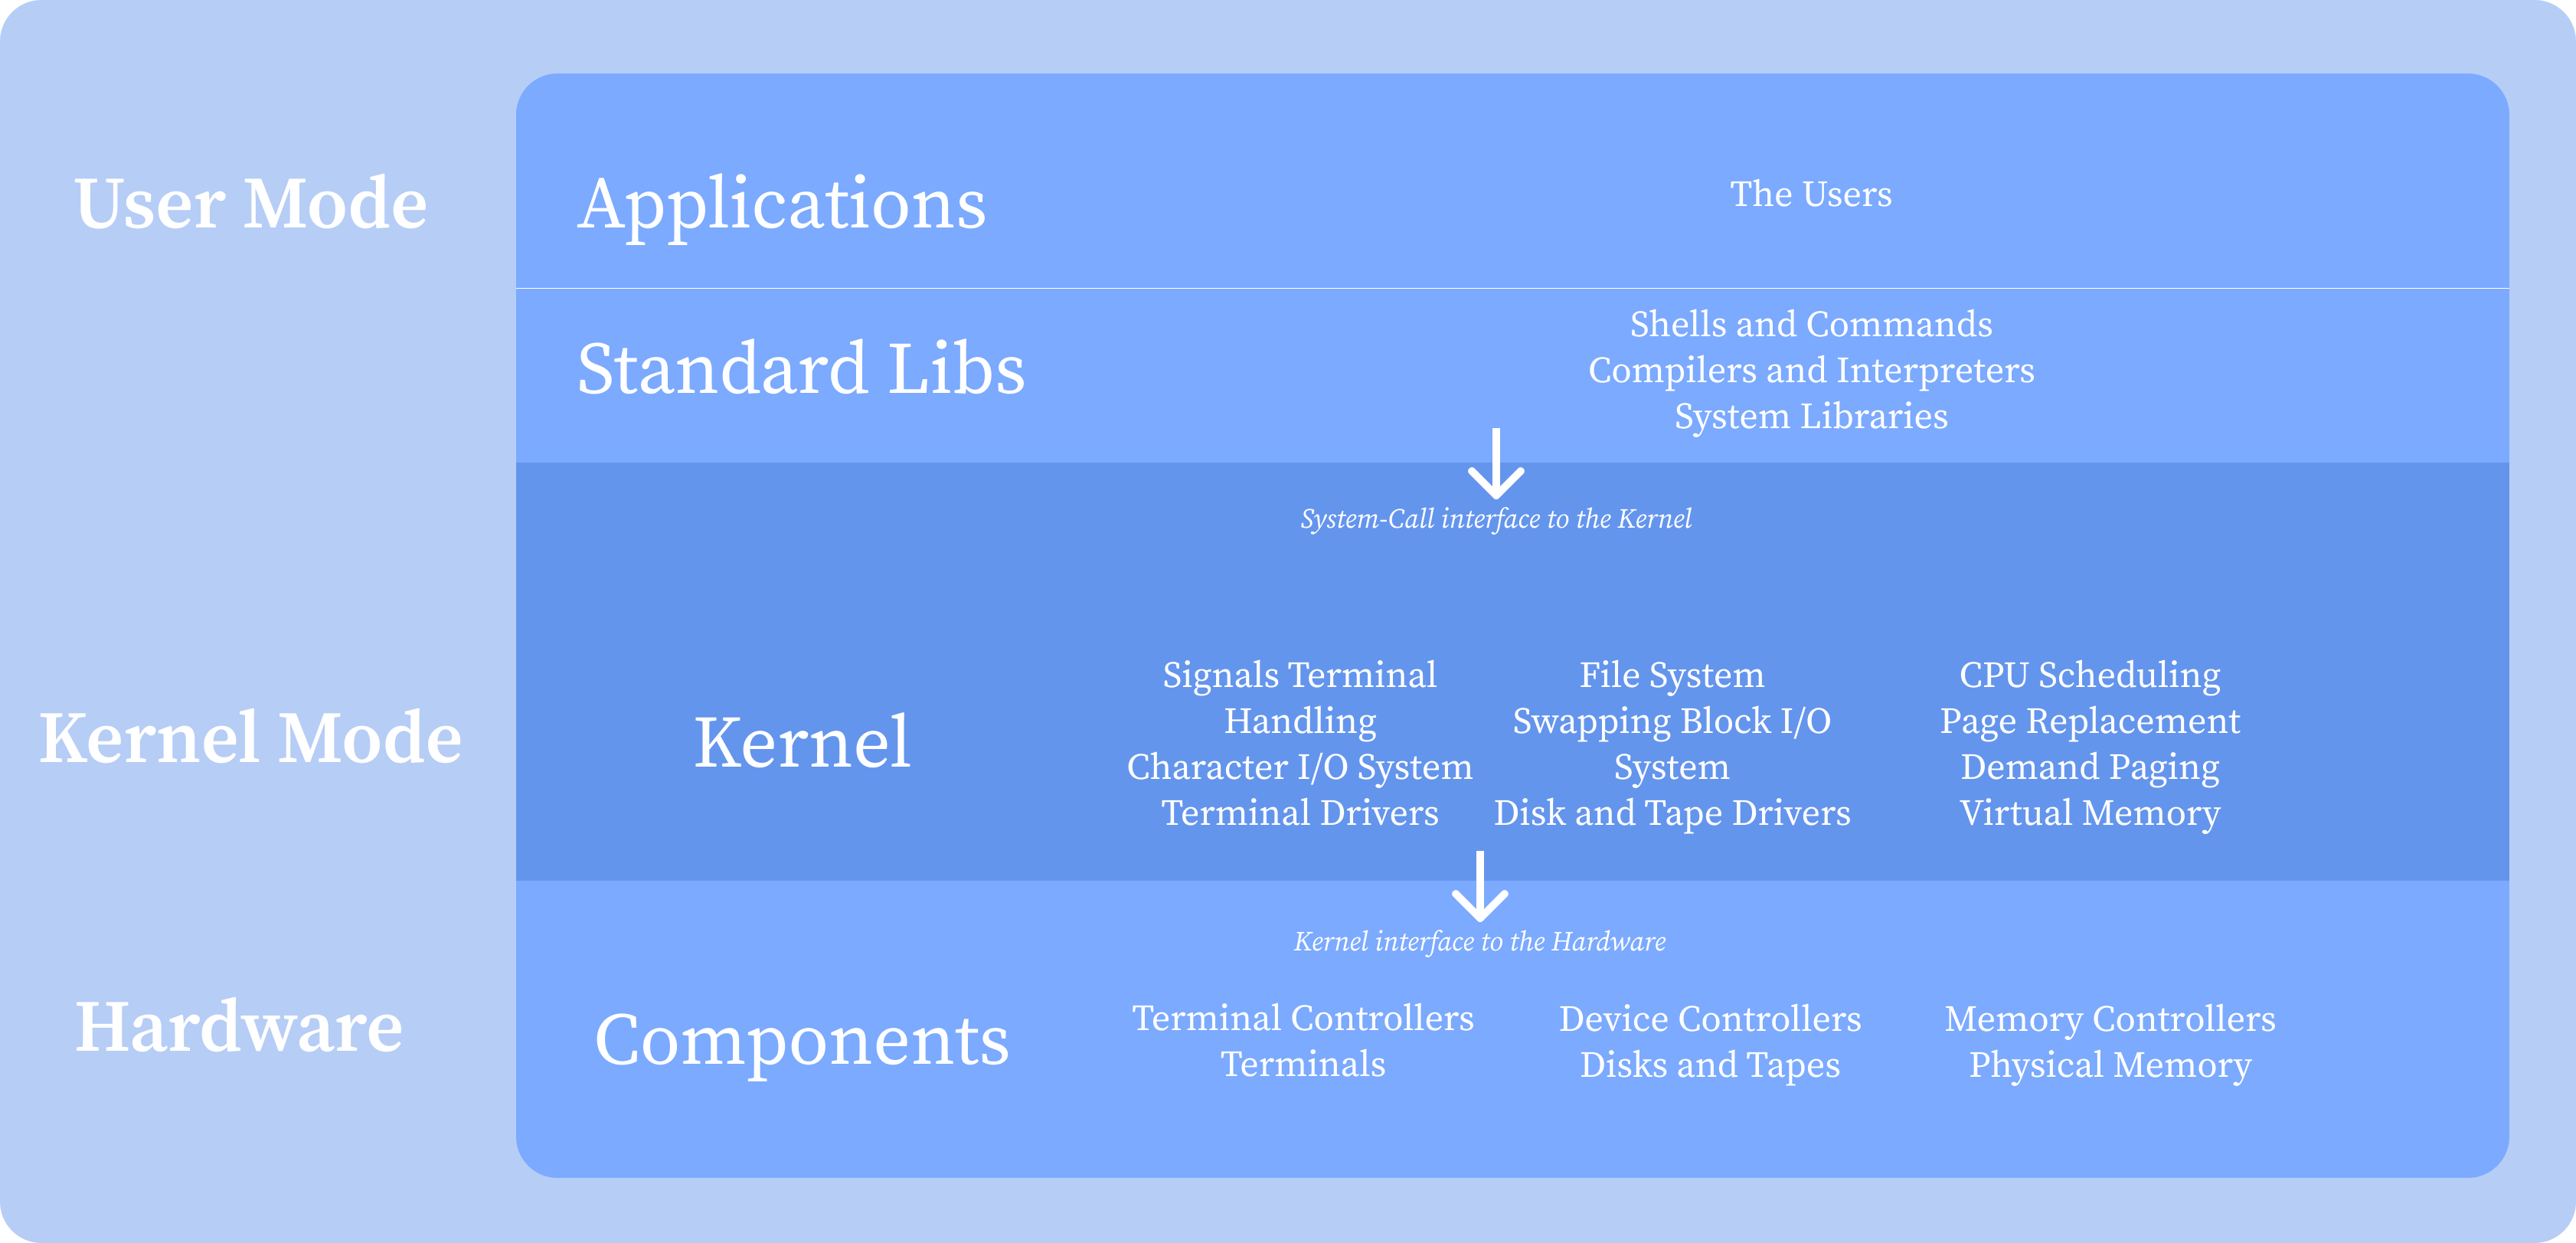 User Mode
Applications
The Users
Standard Libs
Shells and Commands
Compilers and Interpreters
System Libraries
System-Call interface to the Kernel
Kernel Mode
Kernel
Signals Terminal
Handling
Character I/O System
Terminal Drivers
File System
Swapping Block I/O
System
Disk and Tape Drivers
CPU Scheduling
Page Replacement
Demand Paging
Virtual Memory
Kernel interface to the Hardware
Hardware
Components
Terminal Controllers
Terminals
Device Controllers
Disks and Tapes
Memory Controllers
Physical Memory